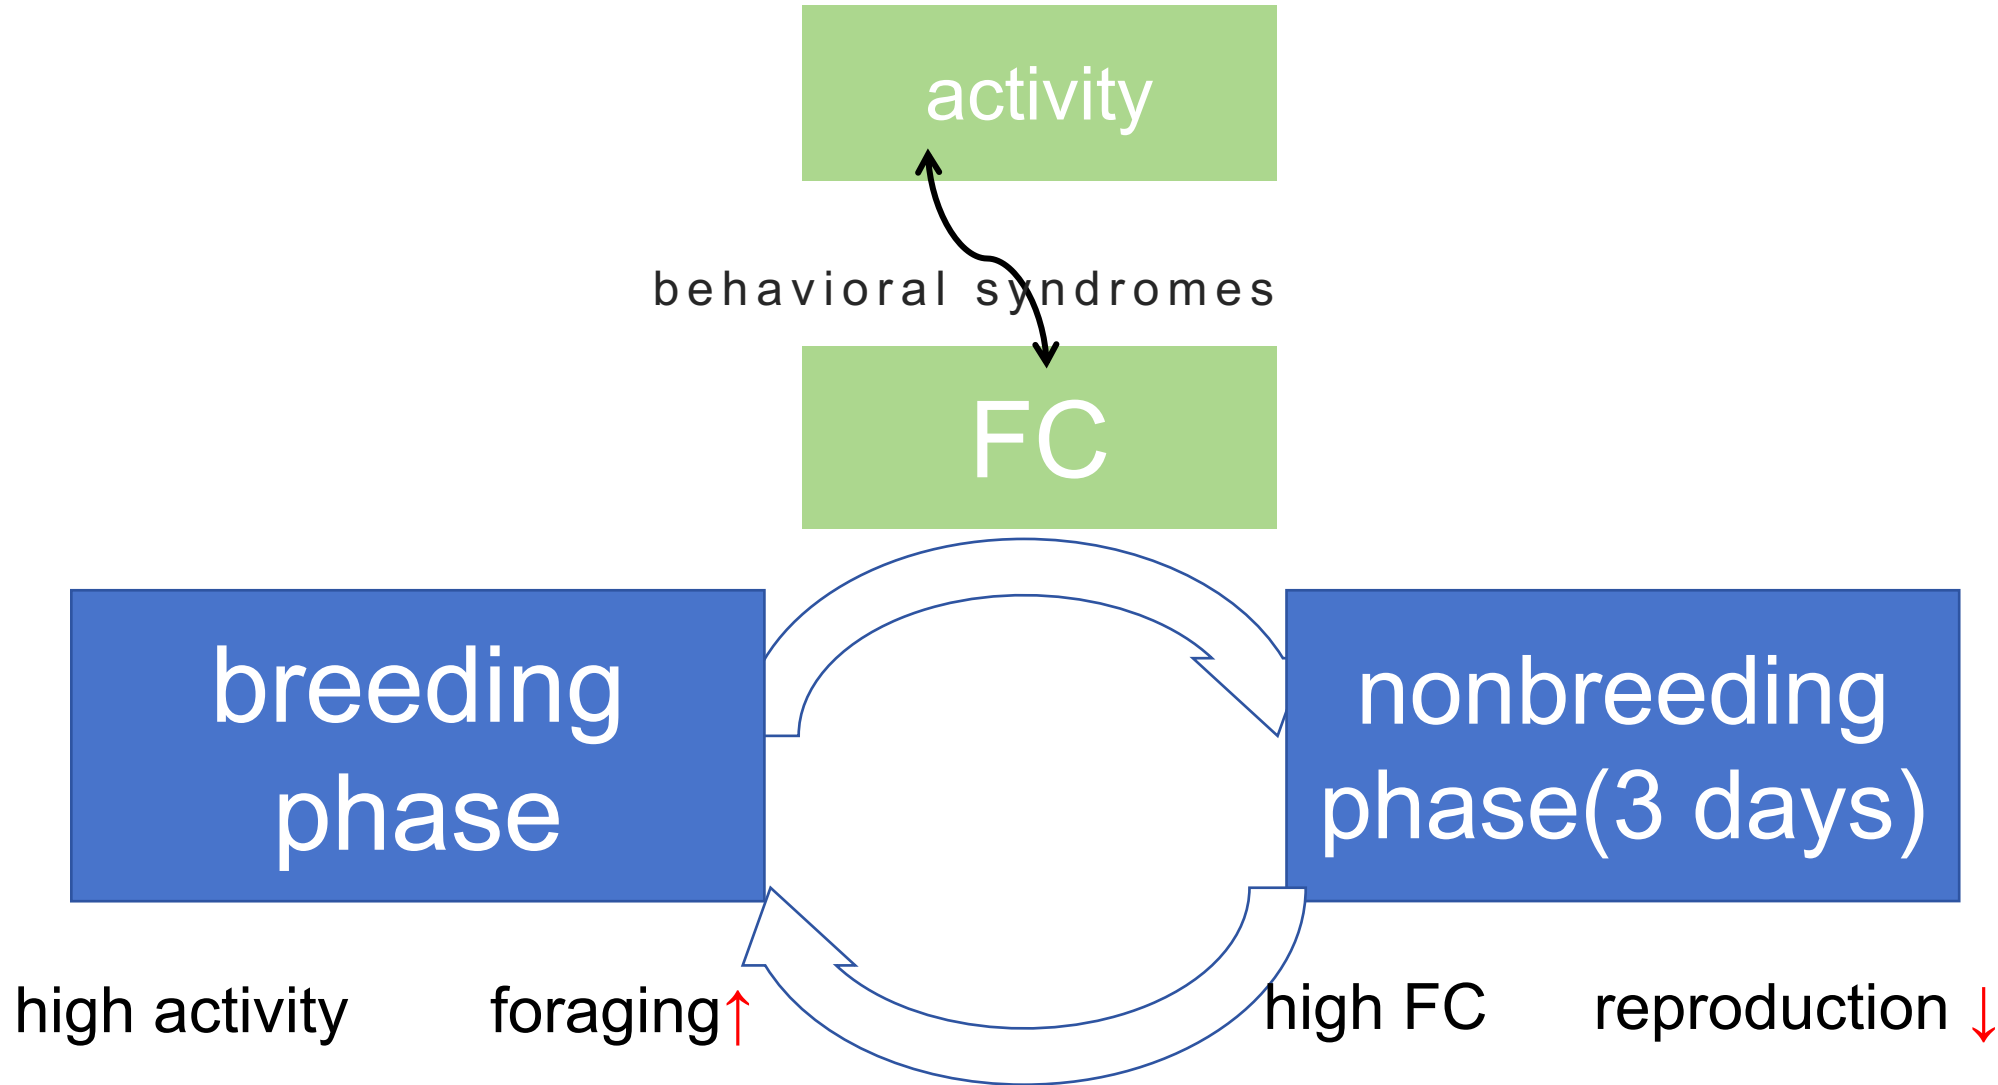 activity
behavioral syndromes
FC
breeding
phase
nonbreeding
phase(3 days)
high activity
foraging↑
high FC
reproduction ↓